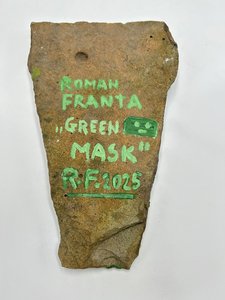 ROMAN
FRANTA
„GREEN
MASK"
R.F. 2025